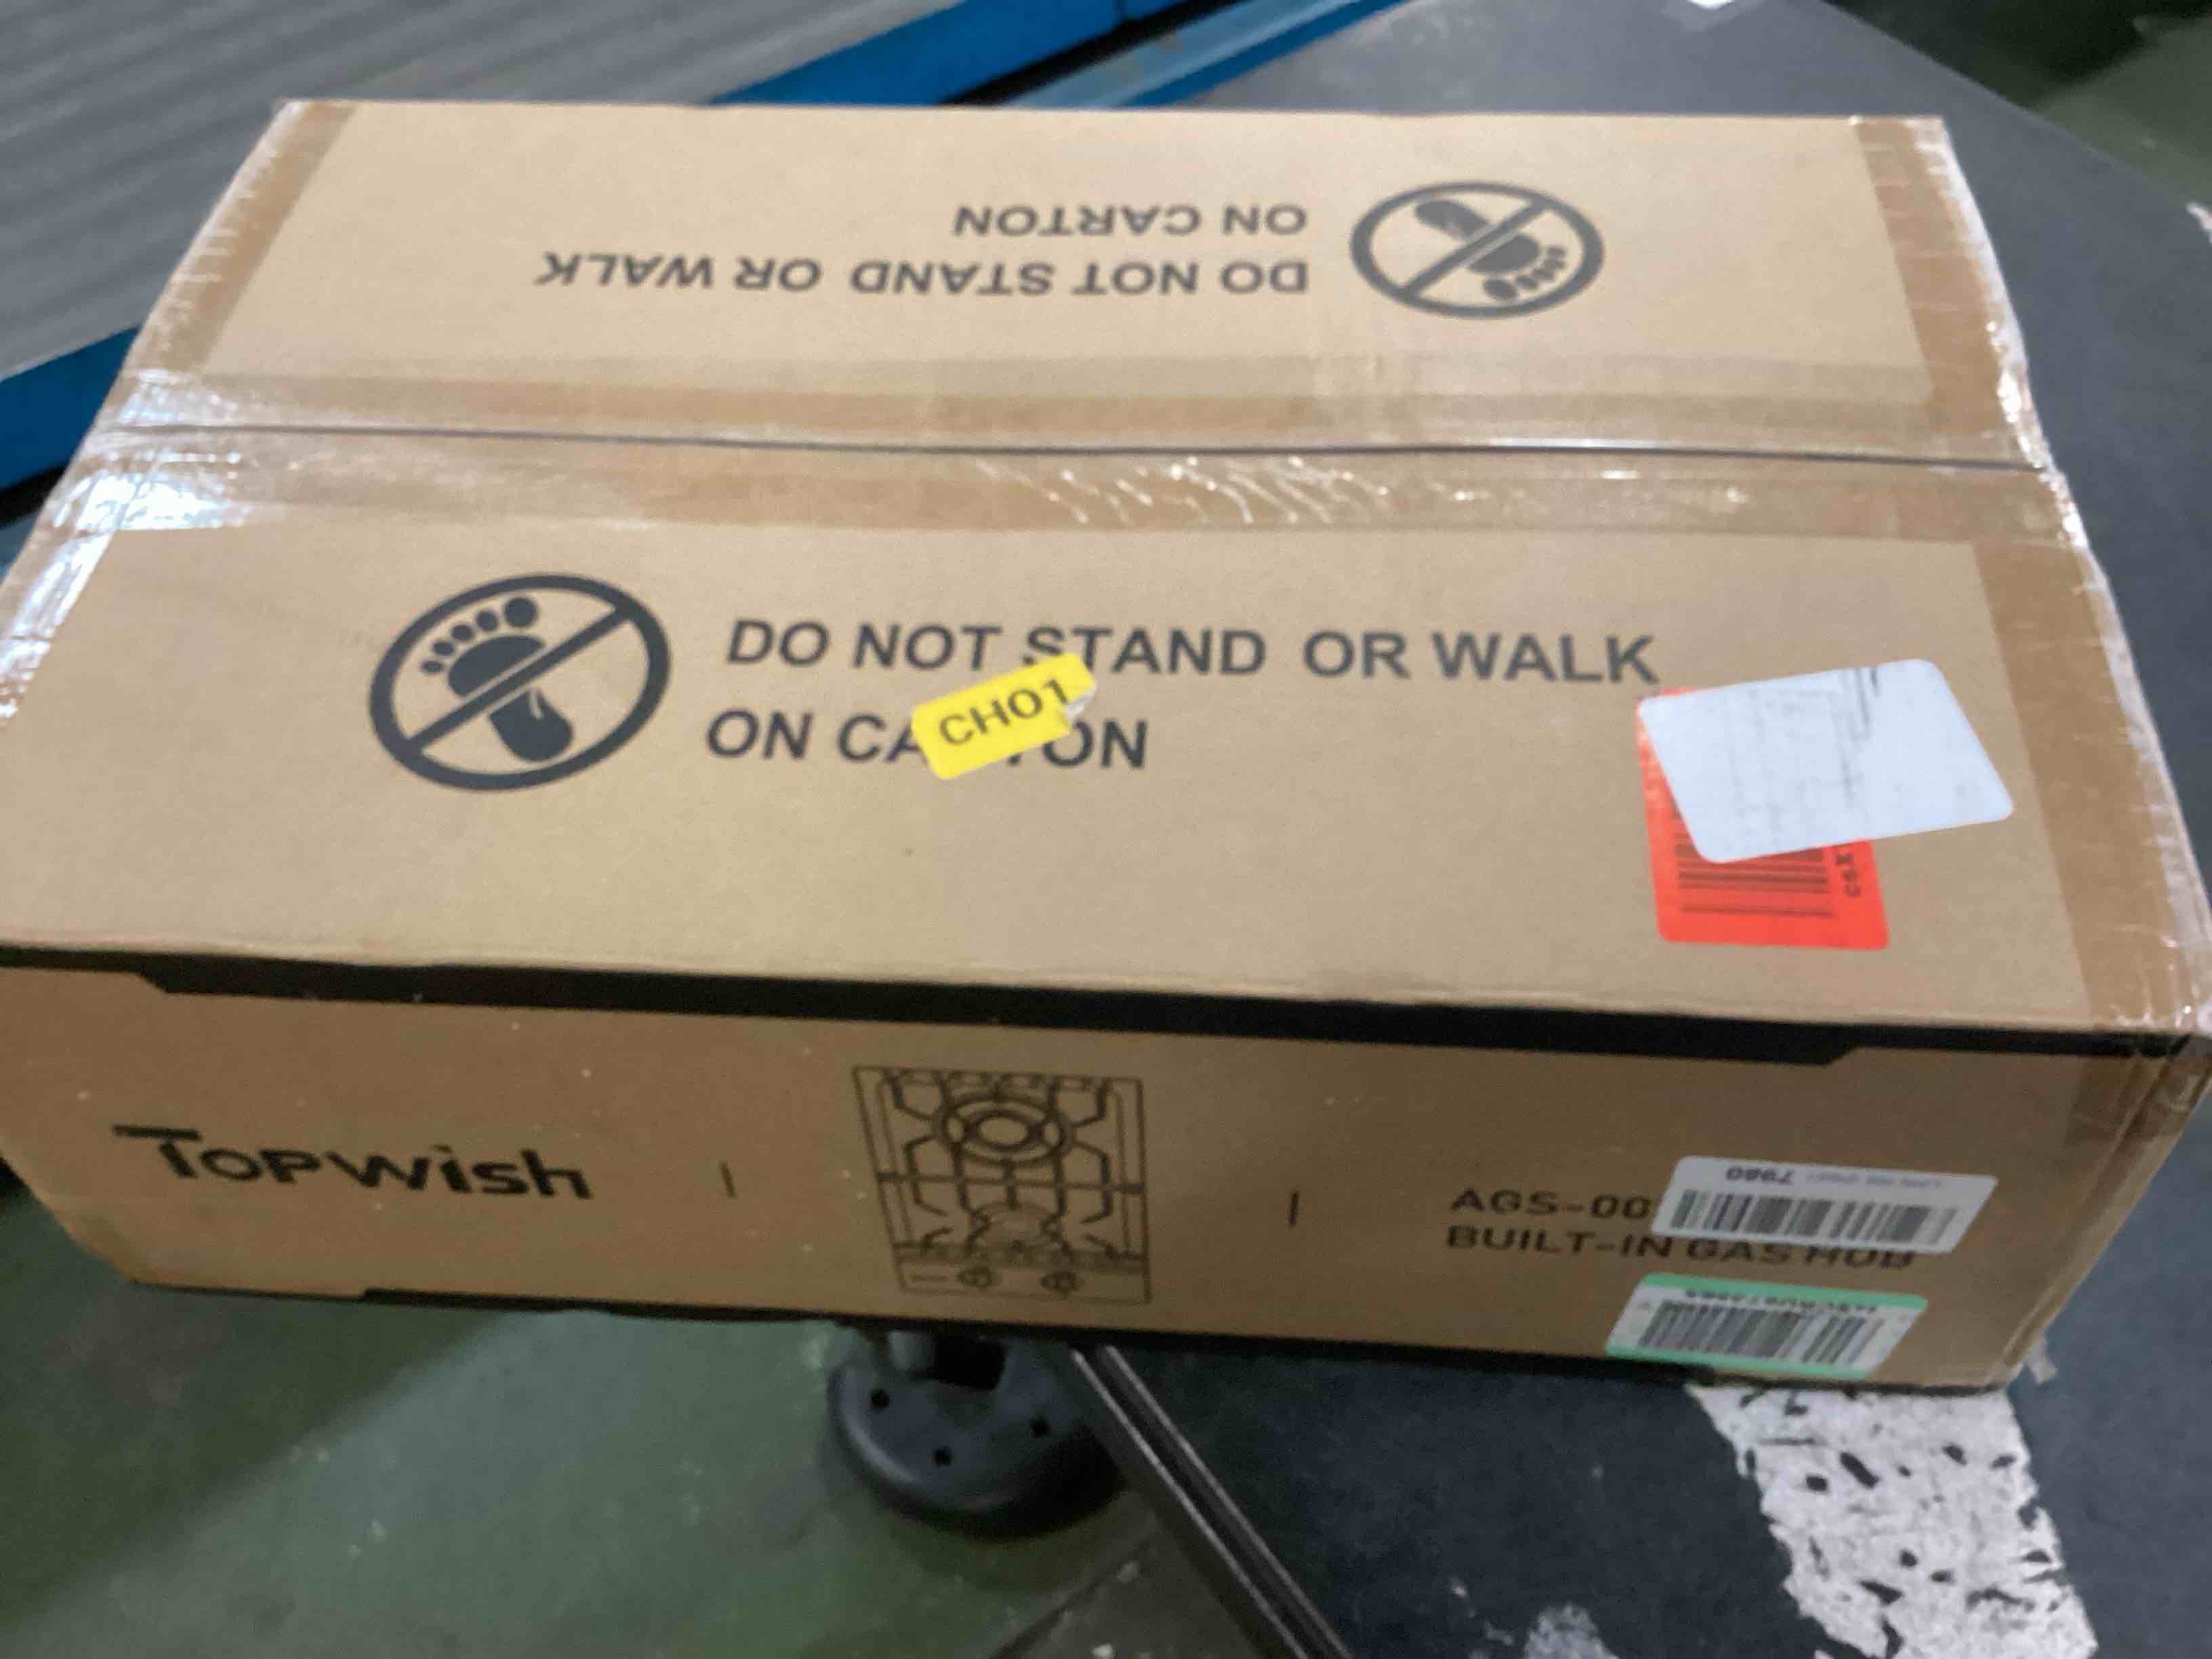 DO NOT STAND OR WALK
ON CARTON
DO NOT STAND OR WALK
ON CA TON
CH01
CSX
TOPWish
AGS-00
BUILT-IN GAS HOB
7980